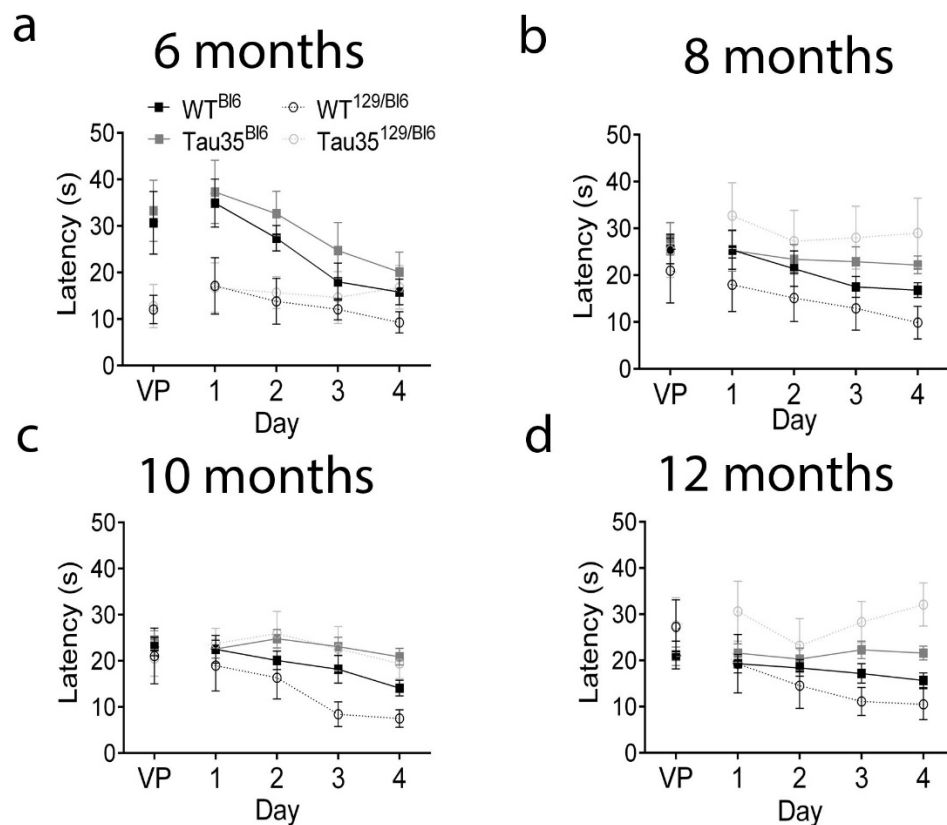 a
6 months
WT^Bl6 WT^129/Bl6
Tau35^Bl6 Tau35^129/Bl6
50
40
30
20
10
0
Latency (s)
VP 1 2 3 4
Day
b
8 months
50
40
30
20
10
0
Latency (s)
VP 1 2 3 4
Day
c
10 months
50
40
30
20
10
0
Latency (s)
VP 1 2 3 4
Day
d
12 months
50
40
30
20
10
0
Latency (s)
VP 1 2 3 4
Day